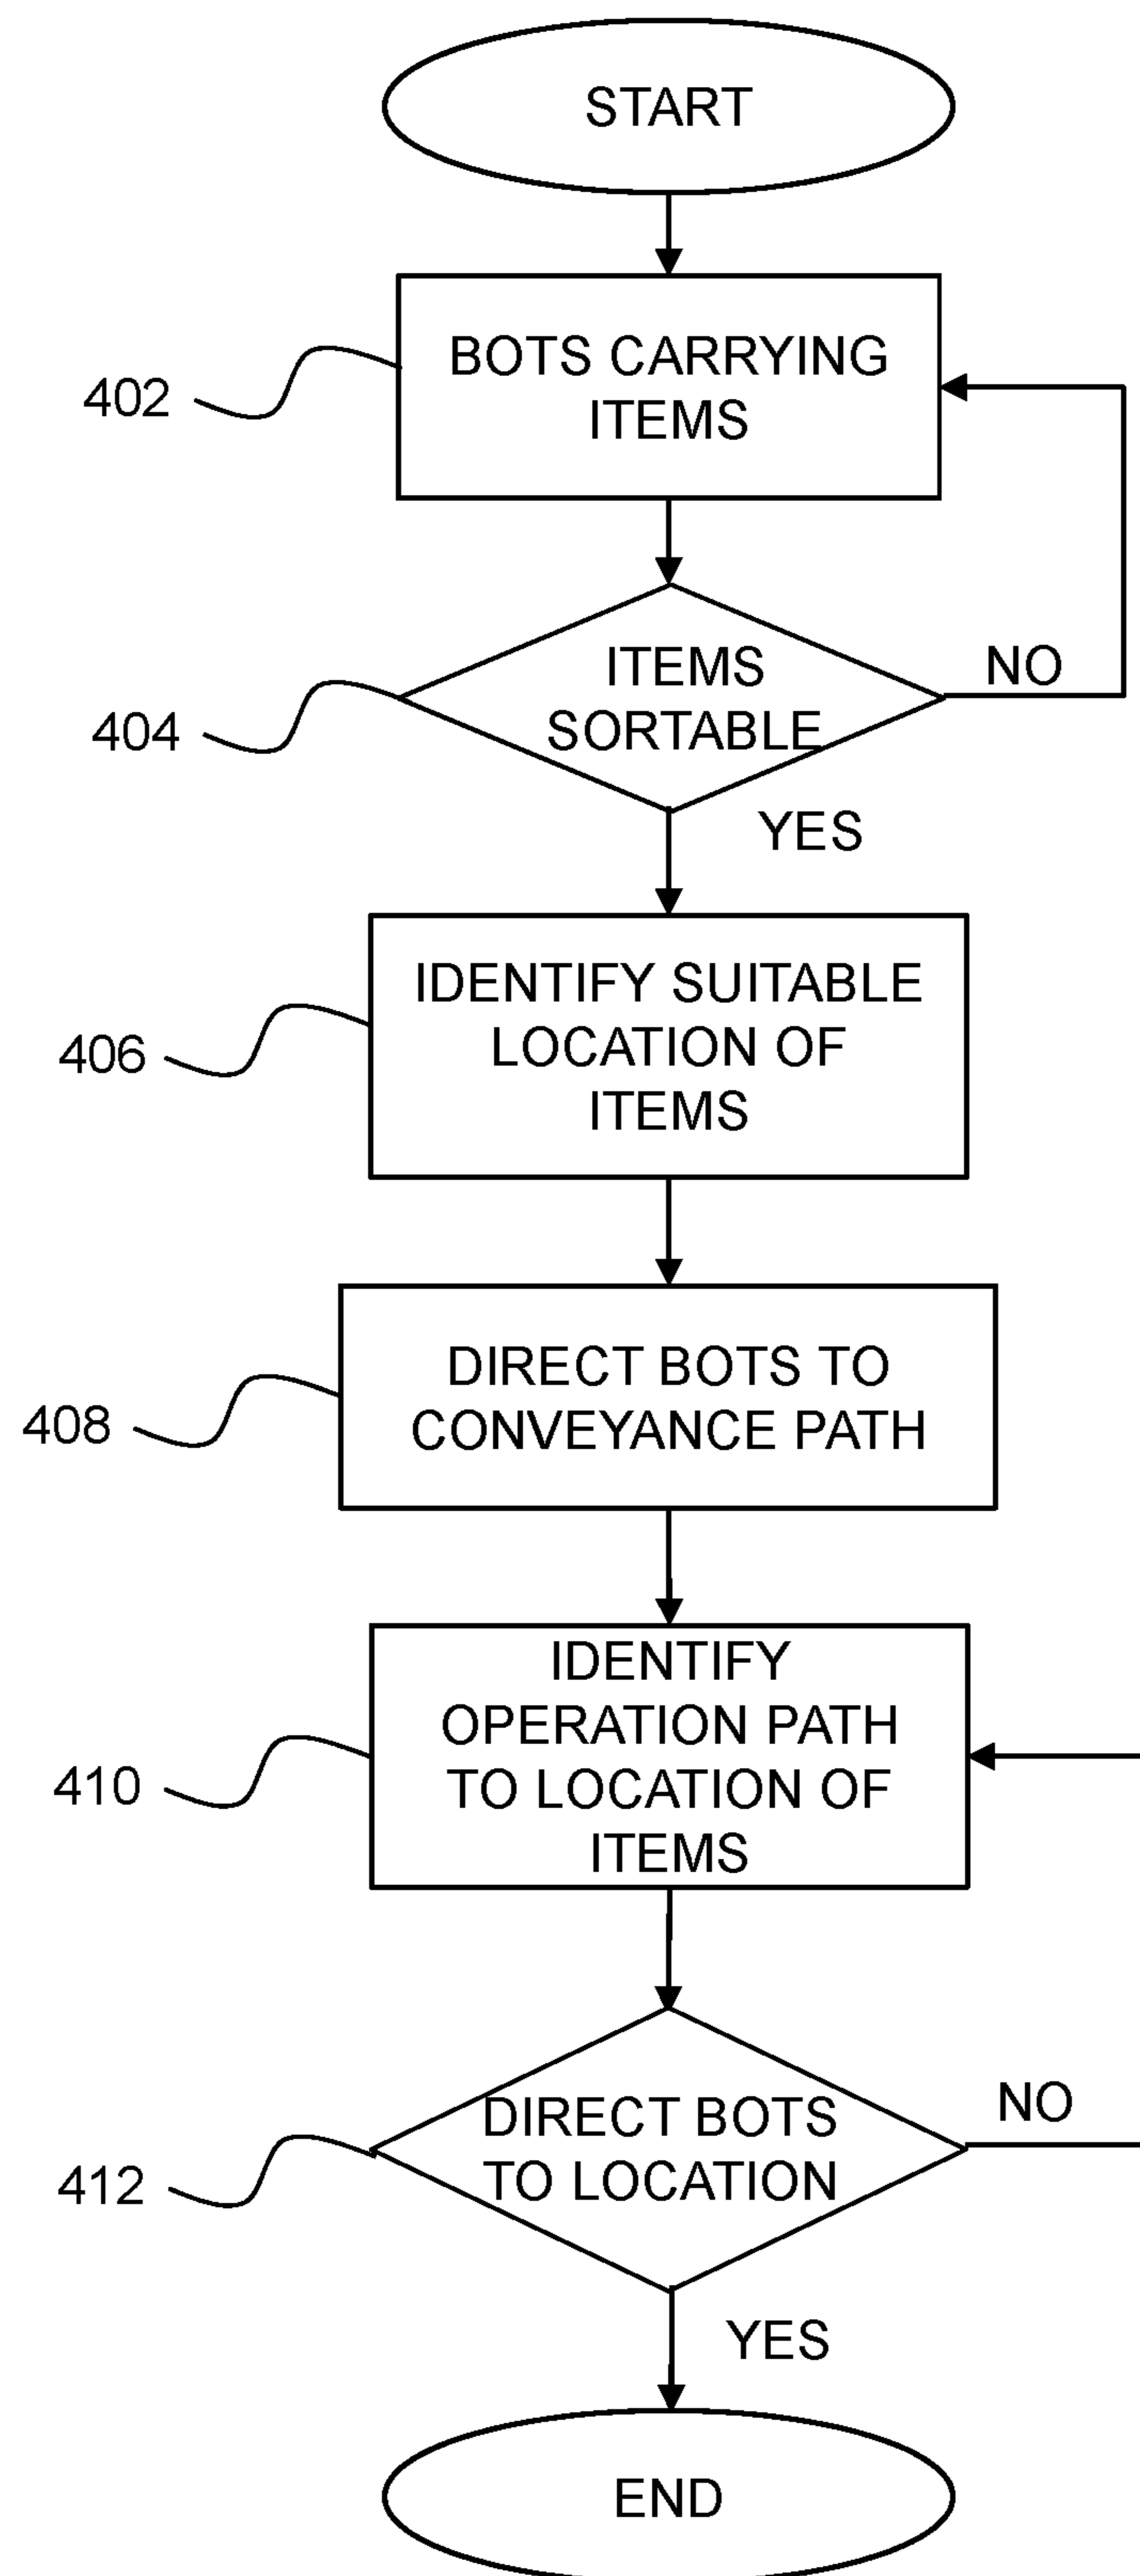 START
BOTS CARRYING
ITEMS
402
ITEMS
SORTABLE
NO
404
YES
IDENTIFY SUITABLE
LOCATION OF
ITEMS
406
DIRECT BOTS TO
CONVEYANCE PATH
408
IDENTIFY
OPERATION PATH
TO LOCATION OF
ITEMS
410
DIRECT BOTS
TO LOCATION
NO
412
YES
END